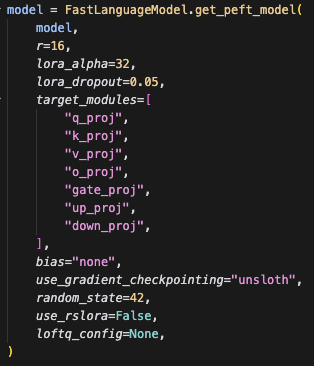 model = FastLanguageModel.get_peft_model(
    model,
    r=16,
    lora_alpha=32,
    lora_dropout=0.05,
    target_modules=[
        "q_proj",
        "k_proj",
        "v_proj",
        "o_proj",
        "gate_proj",
        "up_proj",
        "down_proj",
    ],
    bias="none",
    use_gradient_checkpointing="unsloth",
    random_state=42,
    use_rslora=False,
    loftq_config=None,
)